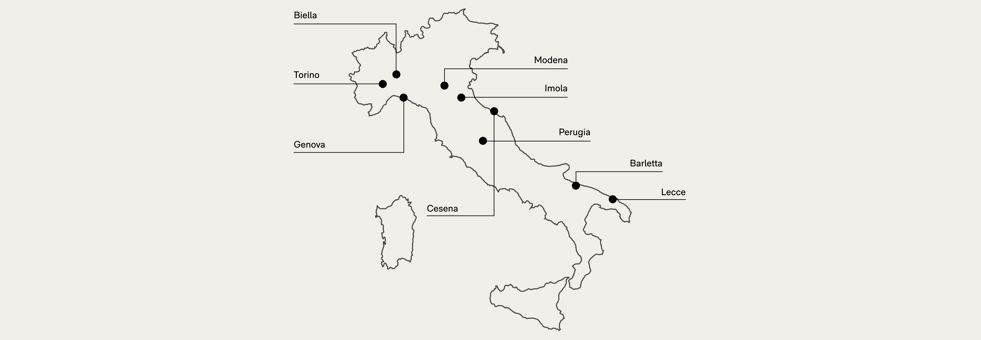 Biella
Modena
Torino
Imola
Perugia
Genova
Barletta
Lecce
Cesena